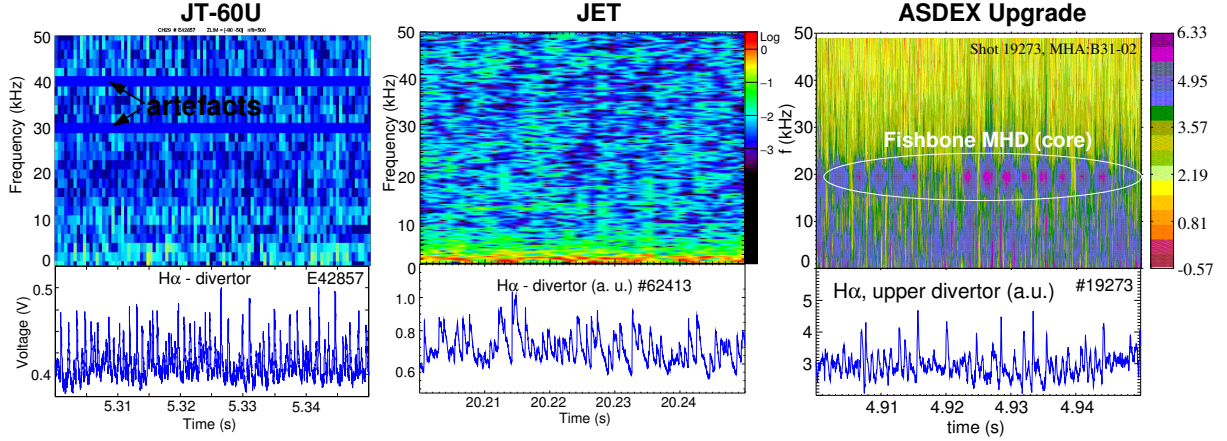 JT-60U
CH29 # E42857 ZLIM = [-90 -50] nfft=500
Frequency (kHz)
50
40
30
20
10
0
artefacts
Hα - divertor E42857
Voltage (V)
0.5
0.4
5.31 5.32 5.33 5.34
Time (s)
JET
Frequency (kHz)
50
40
30
20
10
0
Log
0
-1
-2
-3
Hα - divertor (a. u.) #62413
1.0
0.8
0.6
20.21 20.22 20.23 20.24
Time (s)
ASDEX Upgrade
f (kHz)
50
40
30
20
10
0
Shot 19273, MHA:B31-02
Fishbone MHD (core)
6.33
4.95
3.57
2.19
0.81
-0.57
Hα, upper divertor (a.u.) #19273
5
4
3
2
4.91 4.92 4.93 4.94
time (s)